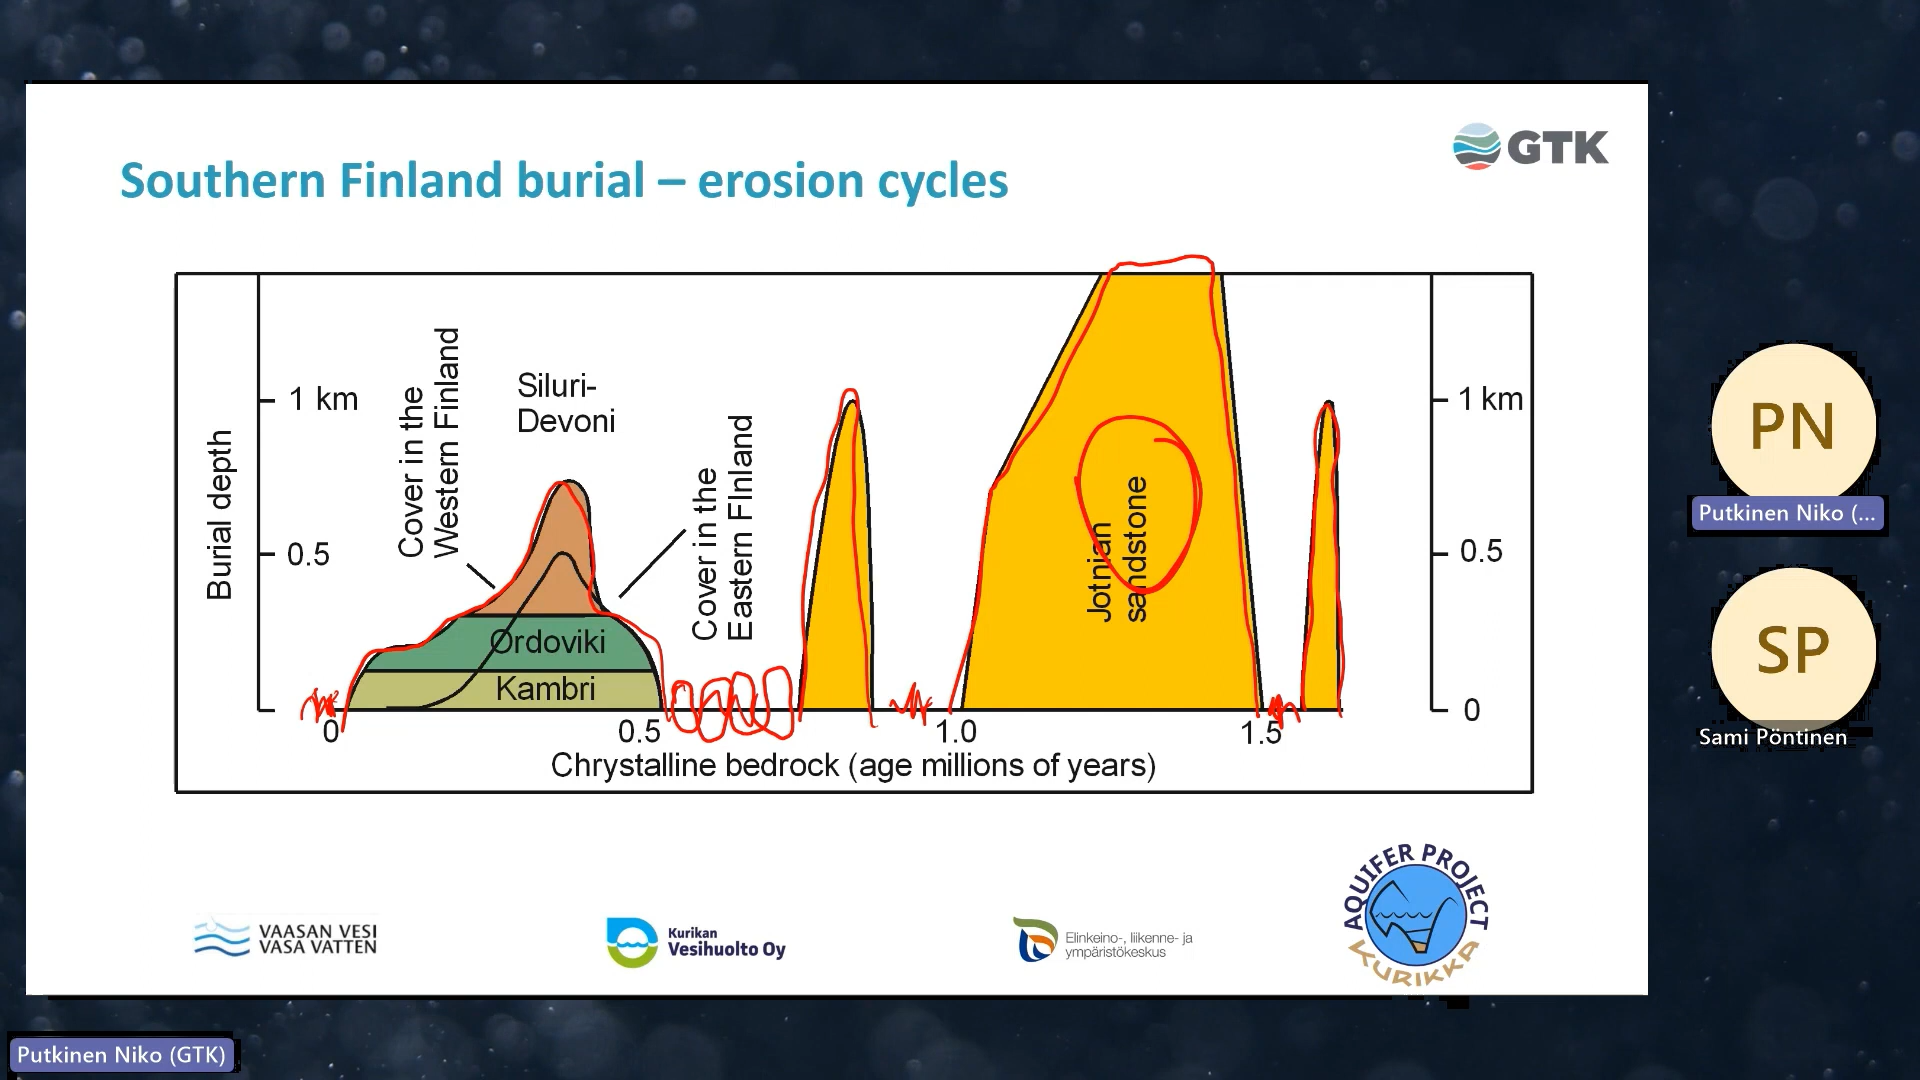 GTK
Southern Finland burial – erosion cycles
Burial depth
1 km
0.5
Cover in the
Western Finland
Siluri-
Devoni
Cover in the
Eastern FInland
Ordoviki
Kambri
Jotnian
sandstone
1 km
0.5
0
0
0.5
1.0
1.5
Chrystalline bedrock (age millions of years)
VAASAN VESI
VASA VATTEN
Kurikan
Vesihuolto Oy
Elinkeino-, liikenne- ja
ympäristökeskus
AQUIFER PROJECT
KURIKKA
PN
Putkinen Niko (...
SP
Sami Pöntinen
Putkinen Niko (GTK)